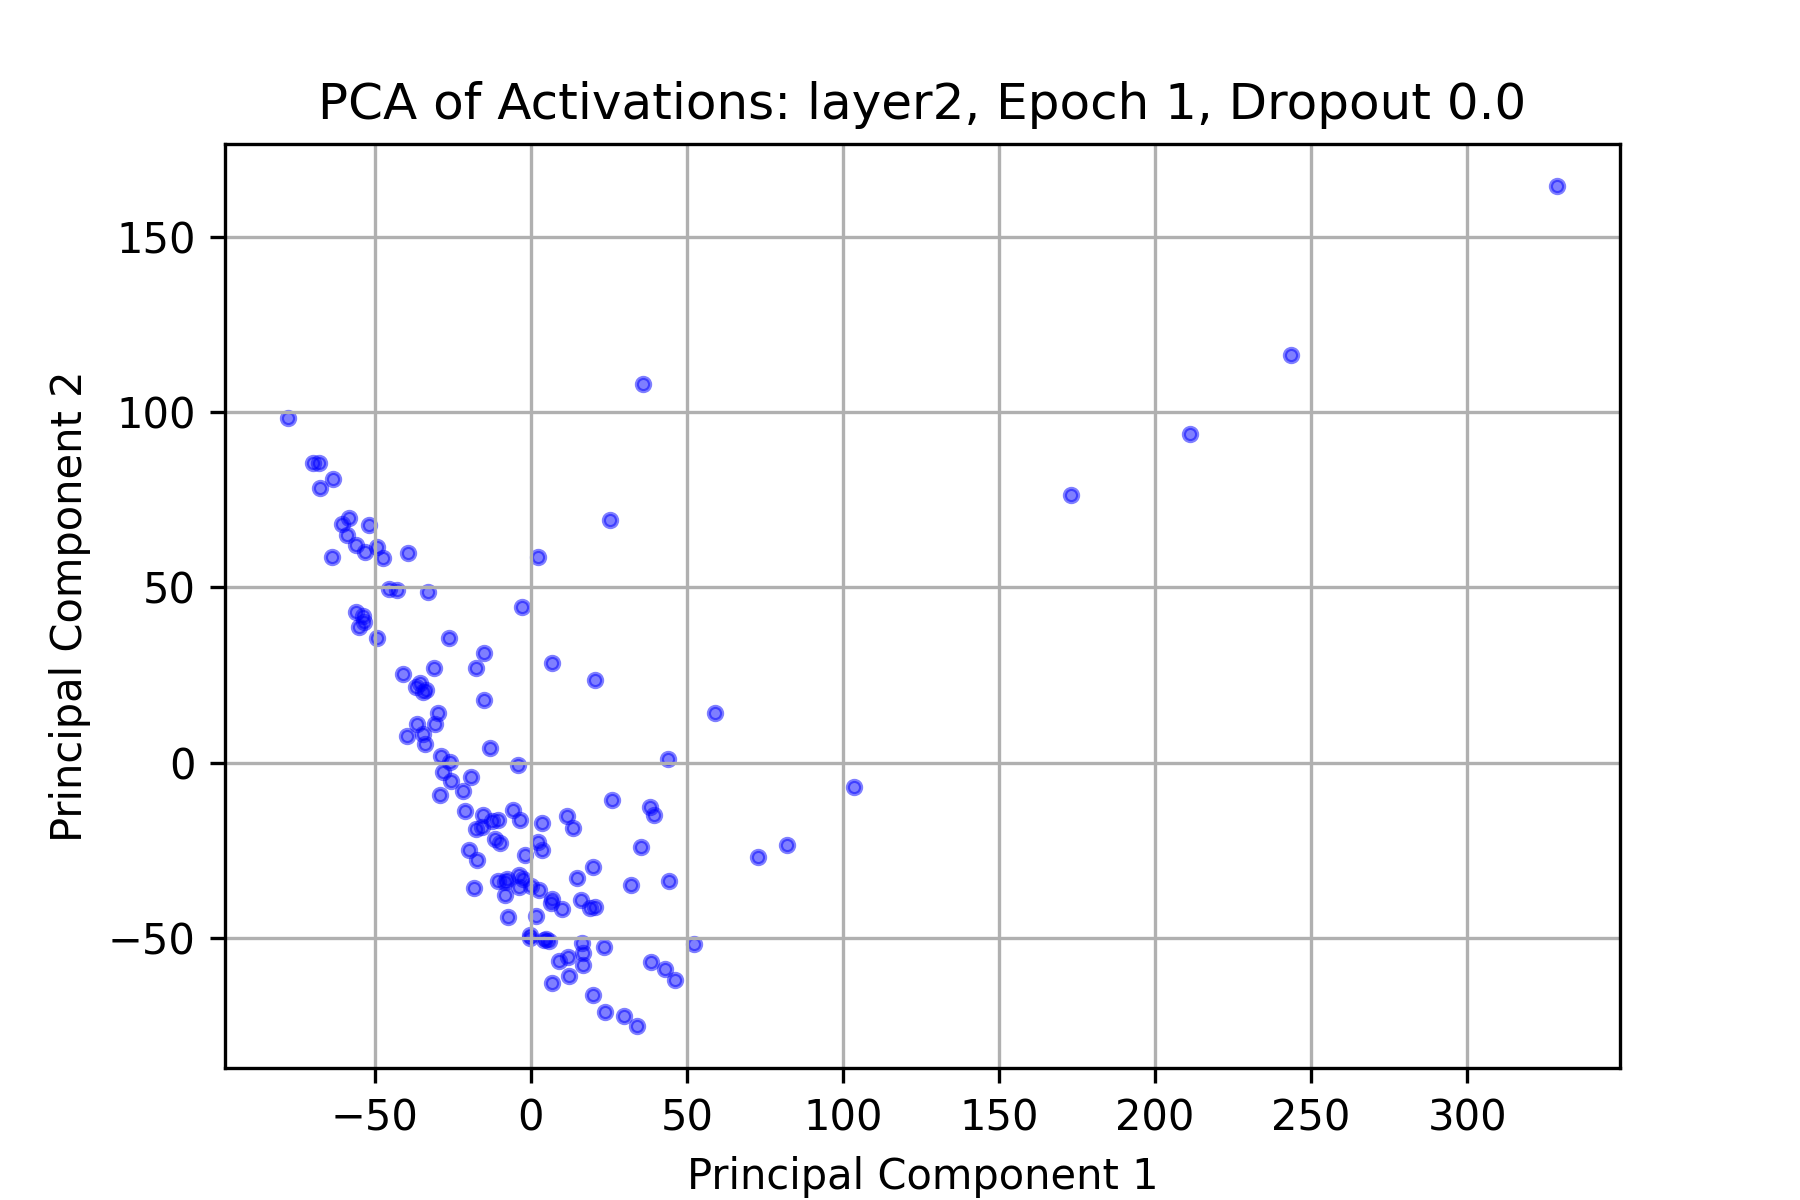 PCA of Activations: layer2, Epoch 1, Dropout 0.0
150
100
50
0
−50
Principal Component 2
−50 0 50 100 150 200 250 300
Principal Component 1